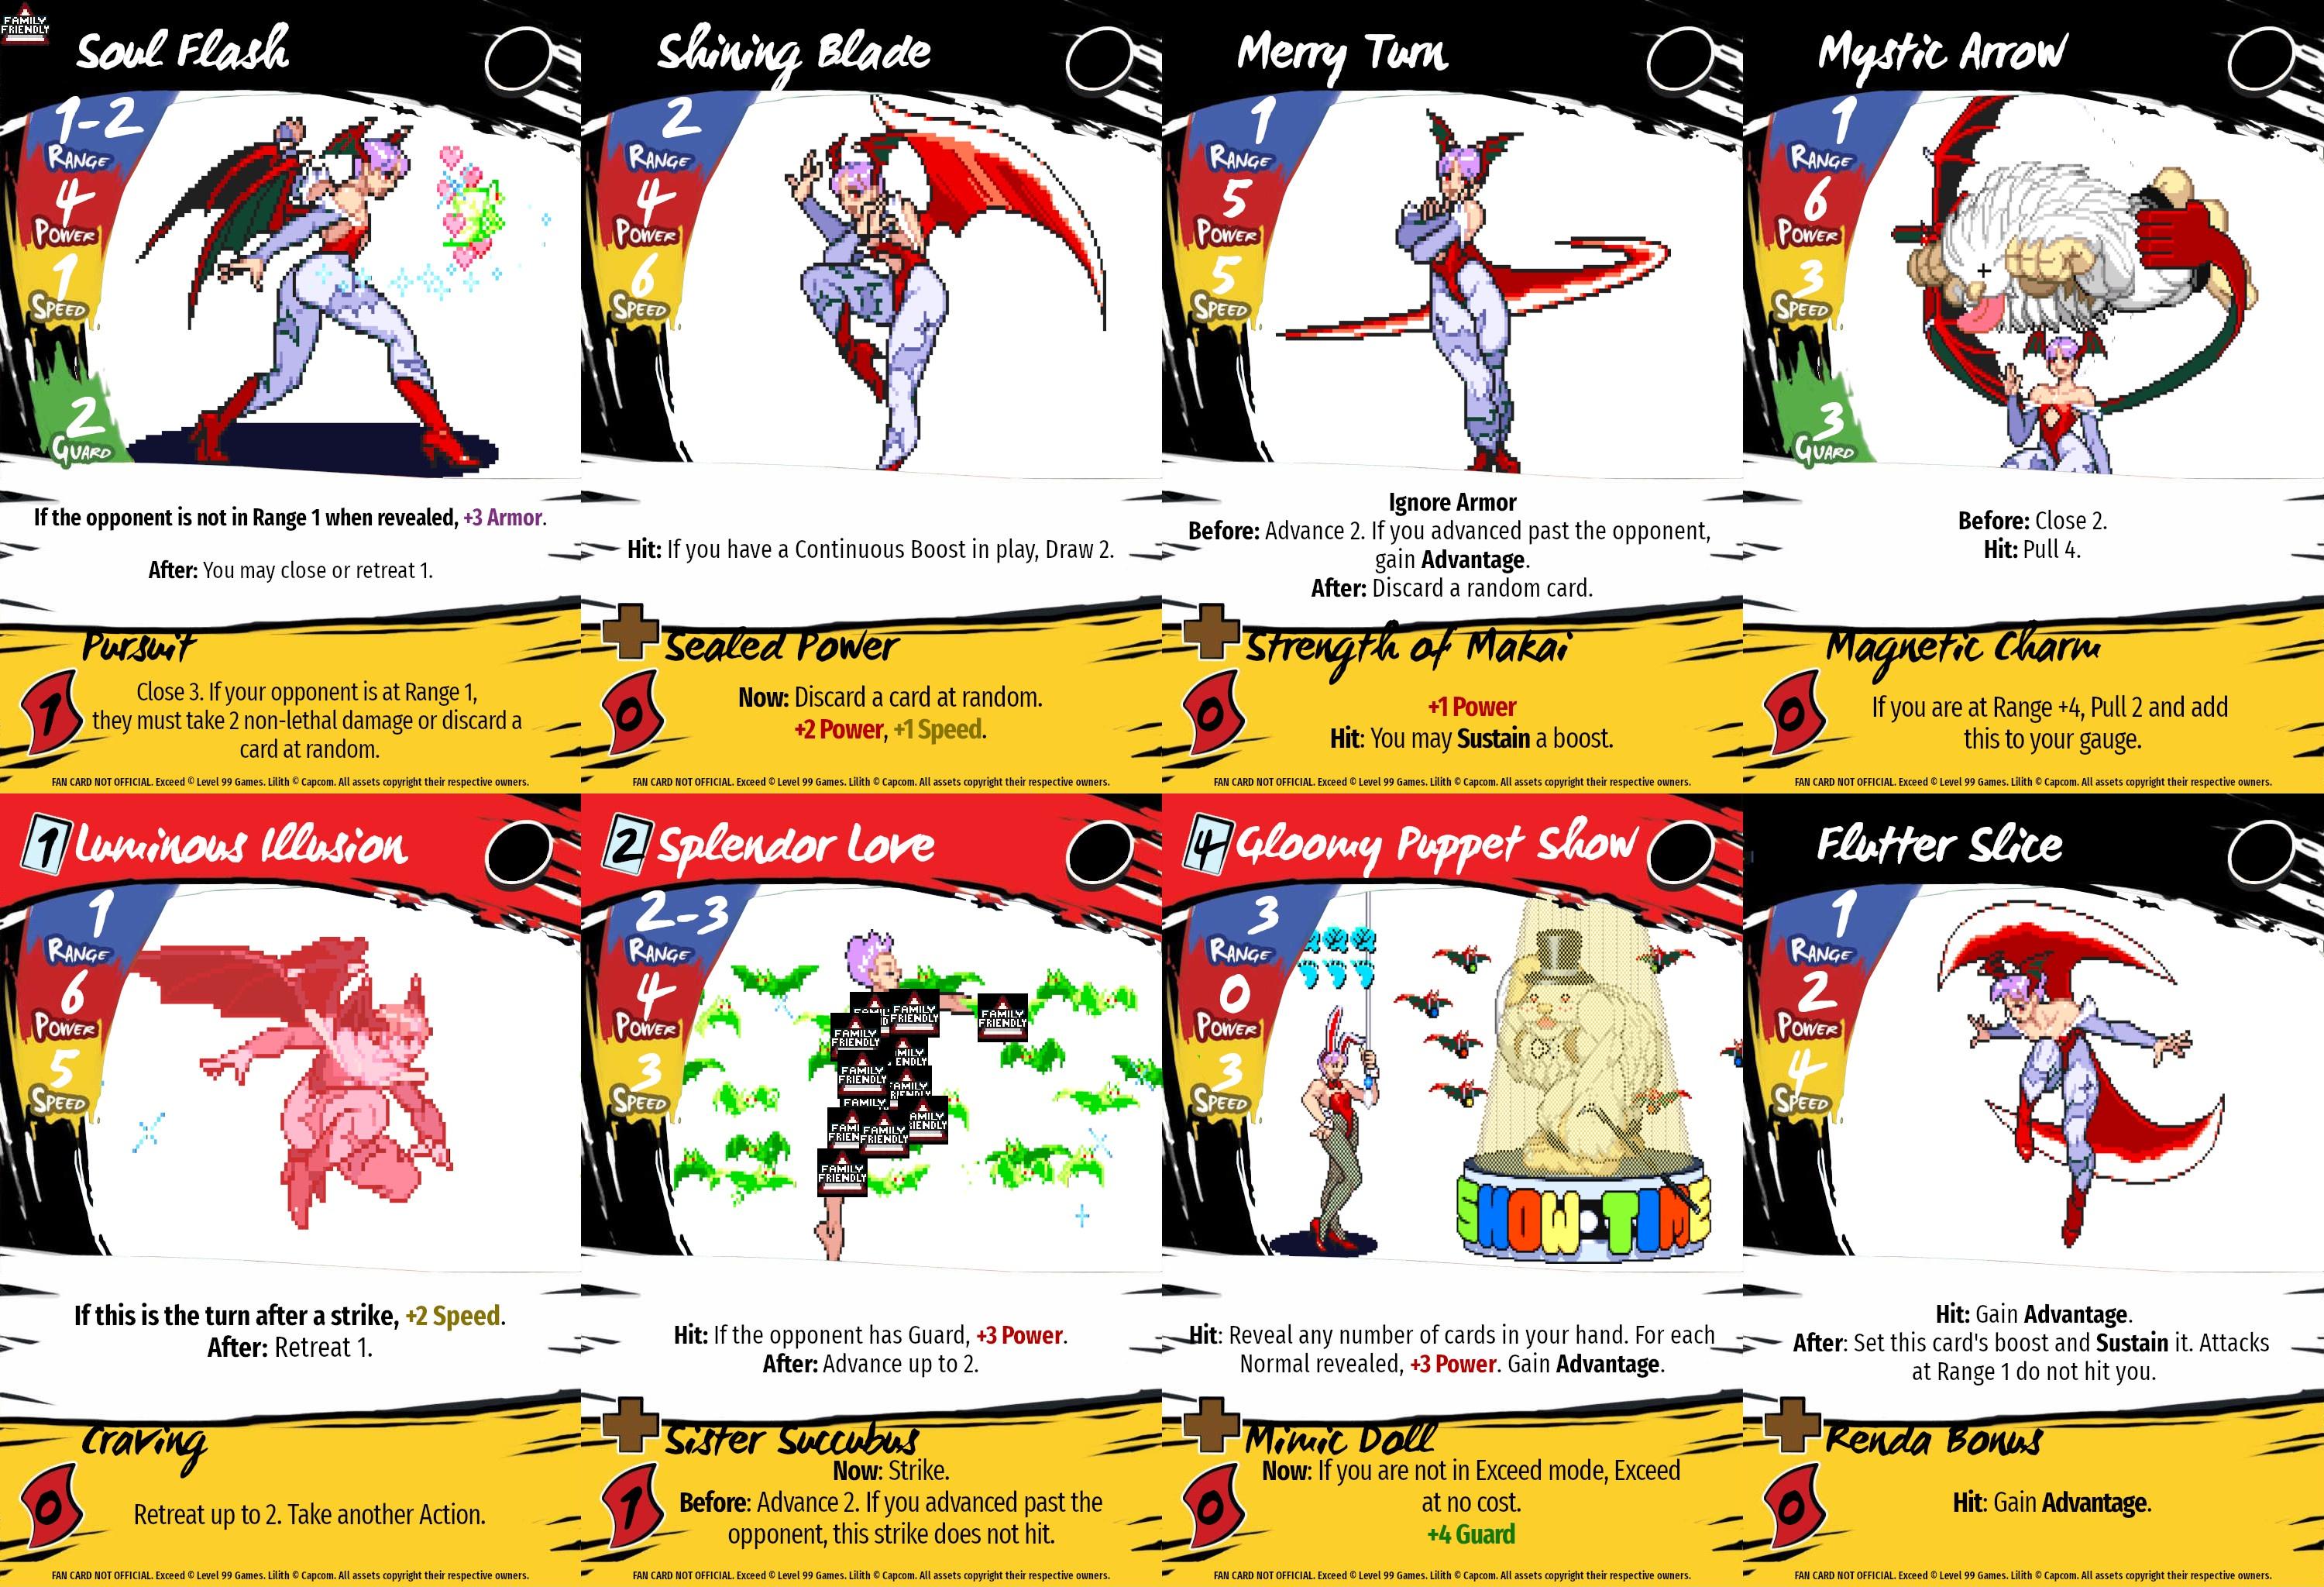 FAMILY
FRIENDLY
Soul Flash
1-2
RANGE
4
POWER
1
SPEED
2
GUARD
If the opponent is not in Range 1 when revealed, +3 Armor.
After: You may close or retreat 1.
Pursuit
1
Close 3. If your opponent is at Range 1,
they must take 2 non-lethal damage or discard a
card at random.
FAN CARD NOT OFFICIAL. Exceed © Level 99 Games. Lilith © Capcom. All assets copyright their respective owners.
Shining Blade
2
RANGE
4
POWER
6
SPEED
Hit: If you have a Continuous Boost in play, Draw 2.
Sealed Power
0
Now: Discard a card at random.
+2 Power, +1 Speed.
FAN CARD NOT OFFICIAL. Exceed © Level 99 Games. Lilith © Capcom. All assets copyright their respective owners.
Merry Turn
1
RANGE
5
POWER
5
SPEED
Ignore Armor
Before: Advance 2. If you advanced past the opponent,
gain Advantage.
After: Discard a random card.
Strength of Makai
0
+1 Power
Hit: You may Sustain a boost.
FAN CARD NOT OFFICIAL. Exceed © Level 99 Games. Lilith © Capcom. All assets copyright their respective owners.
Mystic Arrow
1
RANGE
6
POWER
3
SPEED
3
GUARD
Before: Close 2.
Hit: Pull 4.
Magnetic Charm
0
If you are at Range +4, Pull 2 and add
this to your gauge.
FAN CARD NOT OFFICIAL. Exceed © Level 99 Games. Lilith © Capcom. All assets copyright their respective owners.
1 Luminous Illusion
1
RANGE
6
POWER
5
SPEED
If this is the turn after a strike, +2 Speed.
After: Retreat 1.
Craving
0
Retreat up to 2. Take another Action.
FAN CARD NOT OFFICIAL. Exceed © Level 99 Games. Lilith © Capcom. All assets copyright their respective owners.
2 Splendor Love
2-3
RANGE
4
POWER
3
SPEED
FAMILY
FRIENDLY
FAMILY
FRIENDLY
FAMILY
FRIENDLY
FAMILY
FRIENDLY
FAMILY
FRIENDLY
FAMILY
FRIENDLY
Hit: If the opponent has Guard, +3 Power.
After: Advance up to 2.
Sister Succubus
1
Now: Strike.
Before: Advance 2. If you advanced past the
opponent, this strike does not hit.
FAN CARD NOT OFFICIAL. Exceed © Level 99 Games. Lilith © Capcom. All assets copyright their respective owners.
4 Gloomy Puppet Show
3
RANGE
0
POWER
3
SPEED
SHOW TIME
Hit: Reveal any number of cards in your hand. For each
Normal revealed, +3 Power. Gain Advantage.
Mimic Doll
0
Now: If you are not in Exceed mode, Exceed
at no cost.
+4 Guard
FAN CARD NOT OFFICIAL. Exceed © Level 99 Games. Lilith © Capcom. All assets copyright their respective owners.
Flutter Slice
1
RANGE
2
POWER
4
SPEED
Hit: Gain Advantage.
After: Set this card's boost and Sustain it. Attacks
at Range 1 do not hit you.
Renda Bonus
0
Hit: Gain Advantage.
FAN CARD NOT OFFICIAL. Exceed © Level 99 Games. Lilith © Capcom. All assets copyright their respective owners.